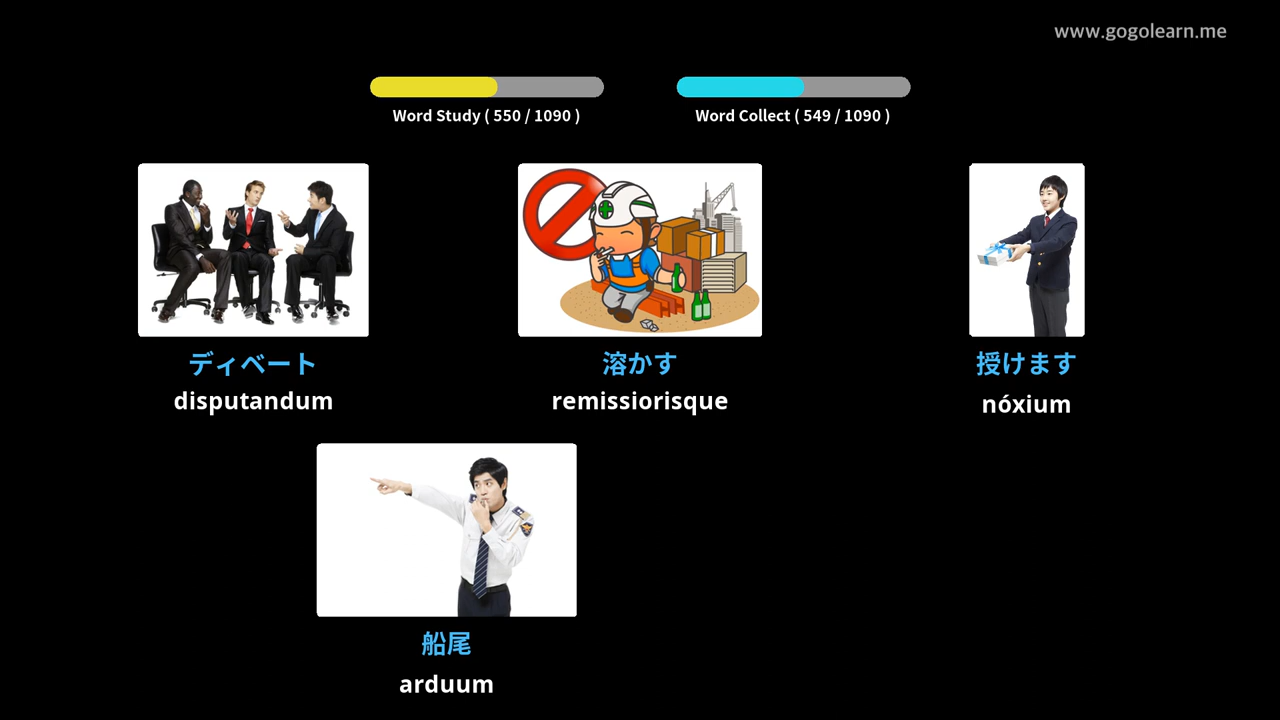 www.gogolearn.me
Word Study ( 550 / 1090 )
Word Collect ( 549 / 1090 )
ディベート
disputandum
溶かす
remissiorisque
授けます
nóxium
船尾
arduum